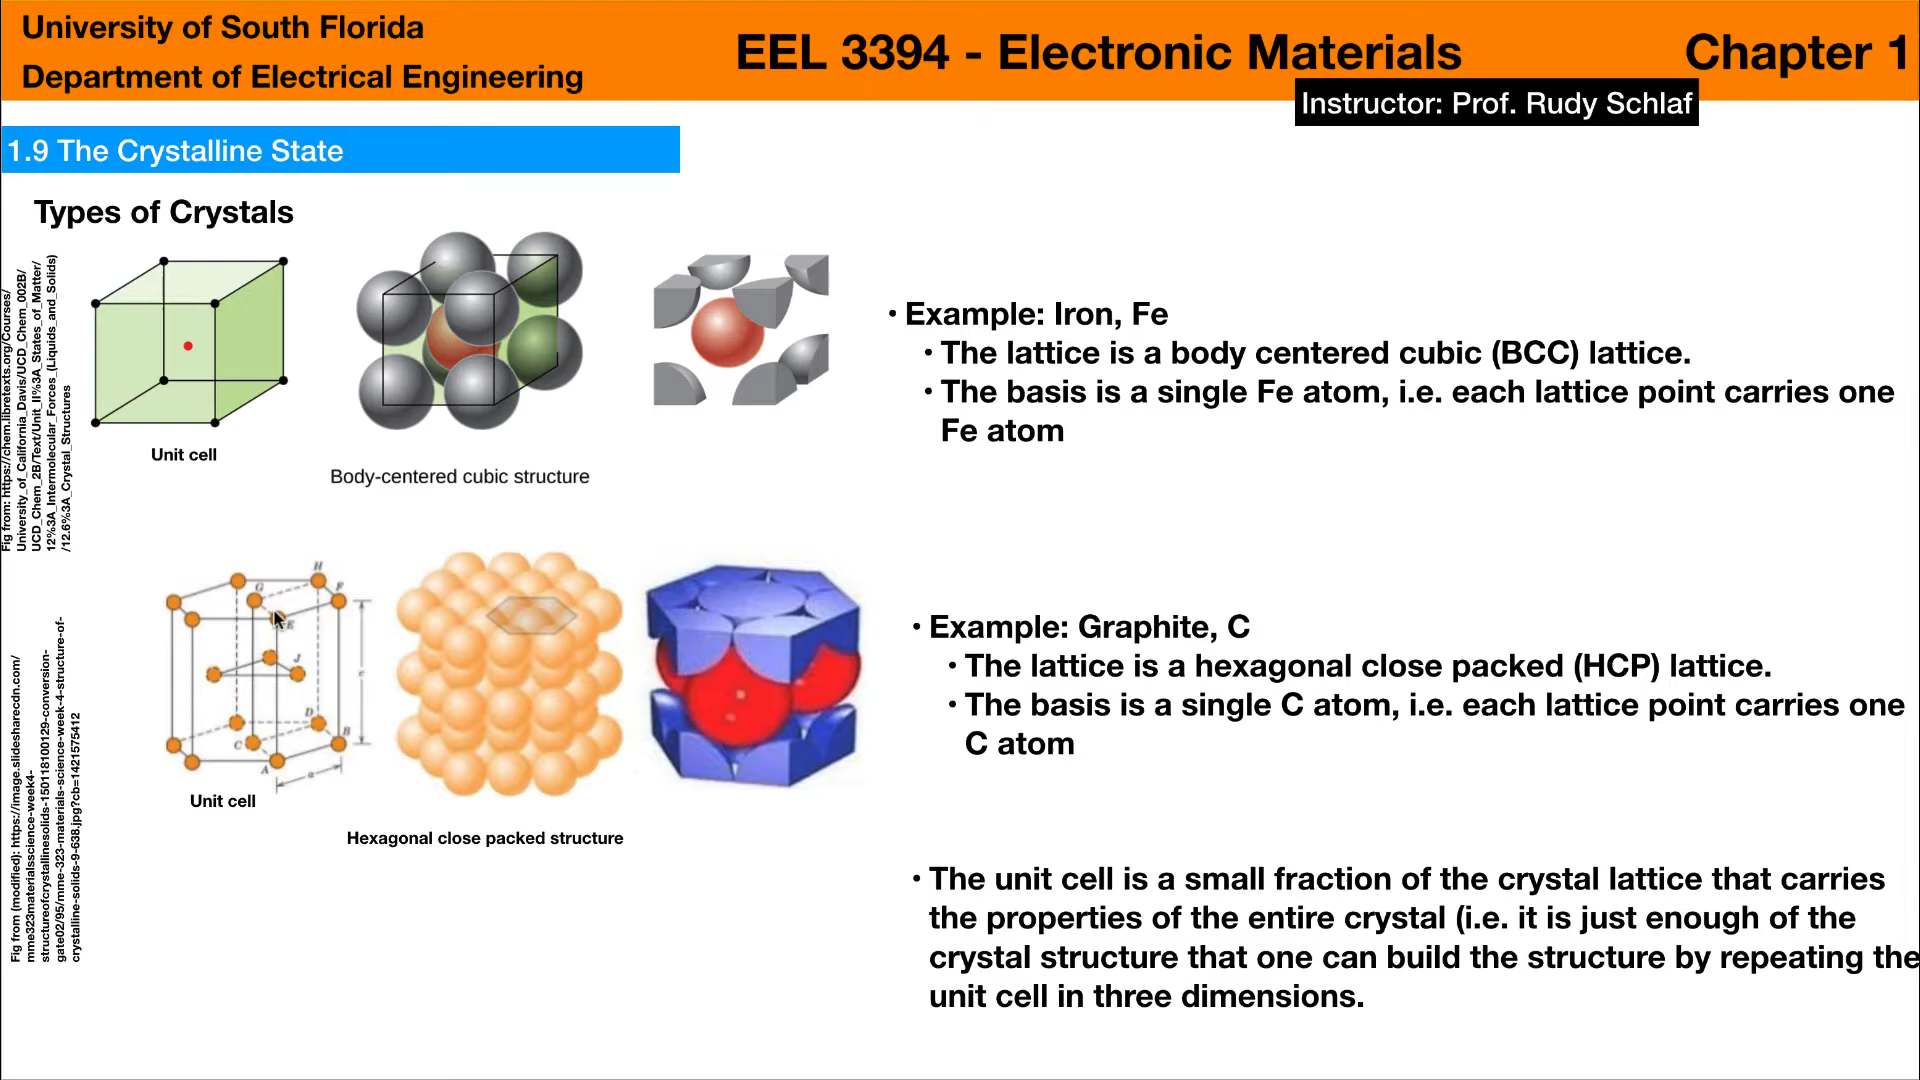 University of South Florida
Department of Electrical Engineering
EEL 3394 - Electronic Materials
Chapter 1
Instructor: Prof. Rudy Schlaf
1.9 The Crystalline State
Types of Crystals
Fig from: https://chem.libretexts.org/Courses/
University_of_California_Davis/UCD_Chem_002B/
UCD_Chem_2B/Text/Unit_II%3A_States_of_Matter/
12%3A_Intermolecular_Forces_(Liquids_and_Solids)
/12.6%3A_Crystal_Structures
Unit cell
Body-centered cubic structure
• Example: Iron, Fe
• The lattice is a body centered cubic (BCC) lattice.
• The basis is a single Fe atom, i.e. each lattice point carries one
Fe atom
Fig from (modified): https://image.slidesharecdn.com/
mme323materialsscience-week4-
structureofcrystallinesolids-150118100129-conversion-
gate02/95/mme-323-materials-science-week-4-structure-of-
crystalline-solids-9-638.jpg?cb=1421575412
H
G
F
E
J
c
D
B
C
A
a
Unit cell
Hexagonal close packed structure
• Example: Graphite, C
• The lattice is a hexagonal close packed (HCP) lattice.
• The basis is a single C atom, i.e. each lattice point carries one
C atom
• The unit cell is a small fraction of the crystal lattice that carries
the properties of the entire crystal (i.e. it is just enough of the
crystal structure that one can build the structure by repeating the
unit cell in three dimensions.